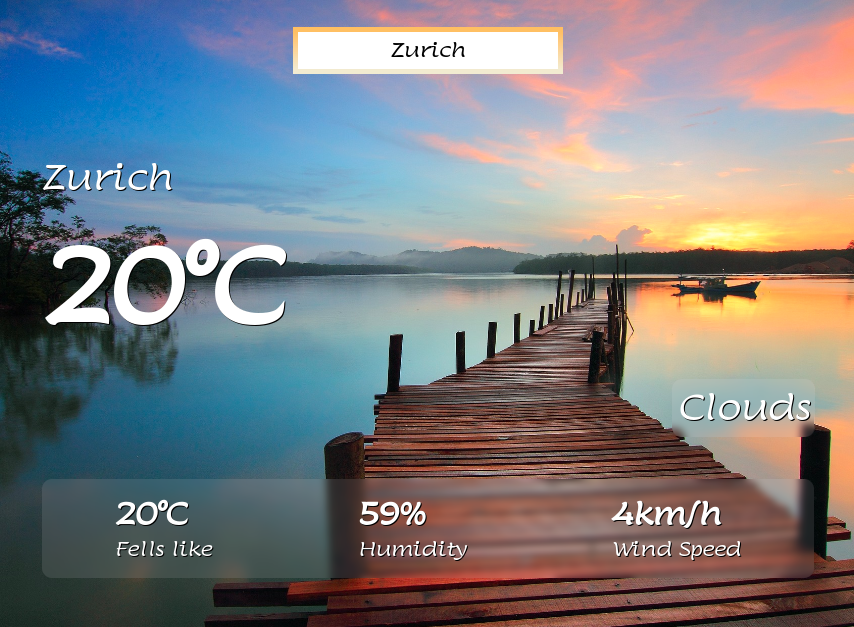 Zurich
Zurich
20°C
Clouds
20°C
59%
4km/h
Fells like
Humidity
Wind Speed